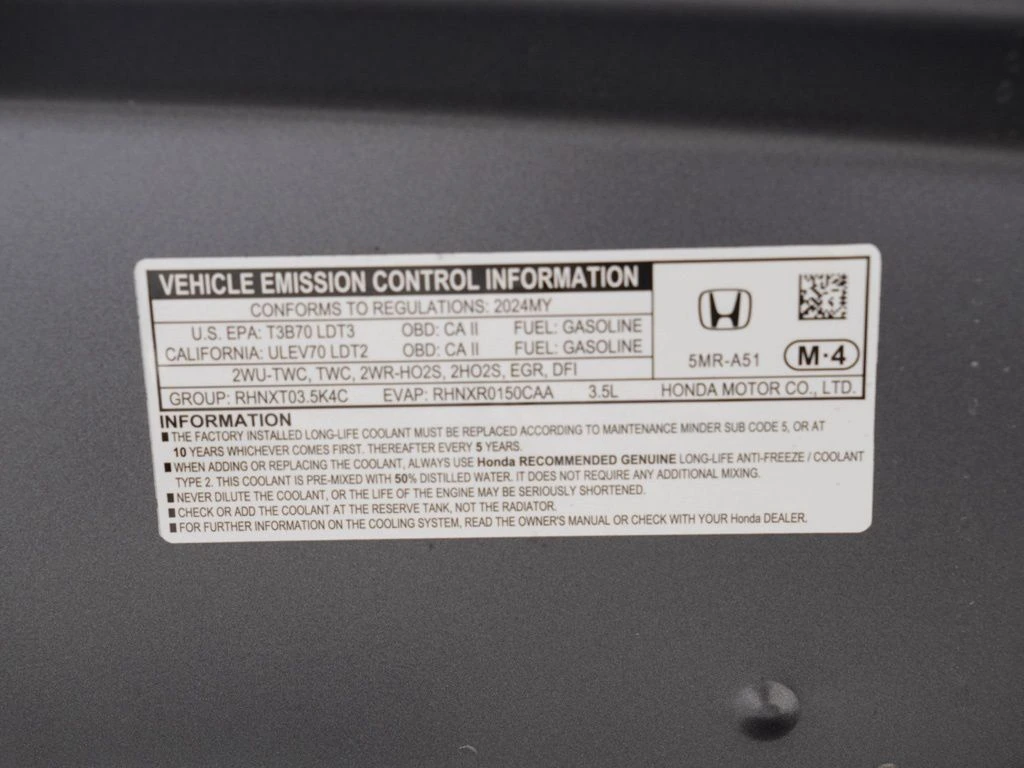 VEHICLE EMISSION CONTROL INFORMATION
CONFORMS TO REGULATIONS: 2024MY
U.S. EPA: T3B70 LDT3 OBD: CA II FUEL: GASOLINE
CALIFORNIA: ULEV70 LDT2 OBD: CA II FUEL: GASOLINE
2WU-TWC, TWC, 2WR-HO2S, 2HO2S, EGR, DFI
GROUP: RHNXT03.5K4C EVAP: RHNXR0150CAA 3.5L
5MR-A51 M·4
HONDA MOTOR CO., LTD.
INFORMATION
■ THE FACTORY INSTALLED LONG-LIFE COOLANT MUST BE REPLACED ACCORDING TO MAINTENANCE MINDER SUB CODE 5, OR AT
10 YEARS WHICHEVER COMES FIRST. THEREAFTER EVERY 5 YEARS.
■ WHEN ADDING OR REPLACING THE COOLANT, ALWAYS USE Honda RECOMMENDED GENUINE LONG-LIFE ANTI-FREEZE / COOLANT
TYPE 2. THIS COOLANT IS PRE-MIXED WITH 50% DISTILLED WATER. IT DOES NOT REQUIRE ANY ADDITIONAL MIXING.
■ NEVER DILUTE THE COOLANT, OR THE LIFE OF THE ENGINE MAY BE SERIOUSLY SHORTENED.
■ CHECK OR ADD THE COOLANT AT THE RESERVE TANK, NOT THE RADIATOR.
■ FOR FURTHER INFORMATION ON THE COOLING SYSTEM, READ THE OWNER'S MANUAL OR CHECK WITH YOUR Honda DEALER.